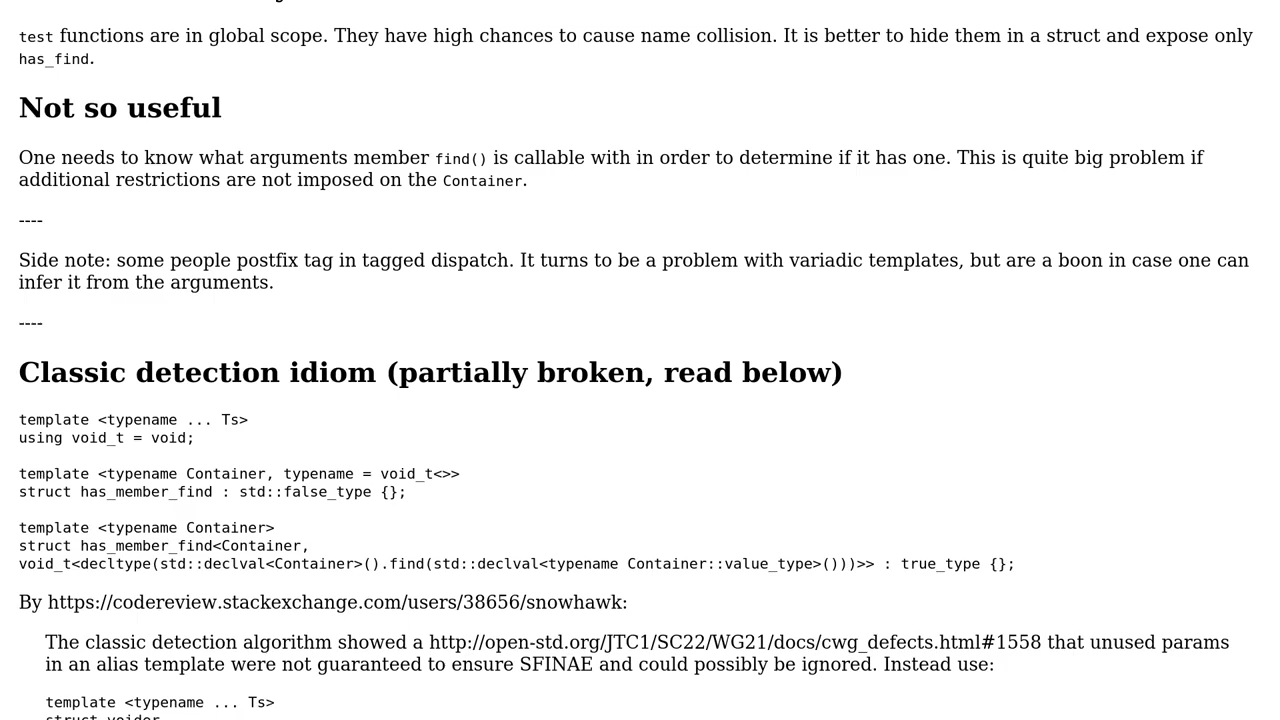 test functions are in global scope. They have high chances to cause name collision. It is better to hide them in a struct and expose only
has_find.
Not so useful
One needs to know what arguments member find() is callable with in order to determine if it has one. This is quite big problem if
additional restrictions are not imposed on the Container.
----
Side note: some people postfix tag in tagged dispatch. It turns to be a problem with variadic templates, but are a boon in case one can
infer it from the arguments.
----
Classic detection idiom (partially broken, read below)
template <typename ... Ts>
using void_t = void;
template <typename Container, typename = void_t<>>
struct has_member_find : std::false_type {};
template <typename Container>
struct has_member_find<Container,
void_t<decltype(std::declval<Container>().find(std::declval<typename Container::value_type>()))>> : true_type {};
By https://codereview.stackexchange.com/users/38656/snowhawk:
The classic detection algorithm showed a http://open-std.org/JTC1/SC22/WG21/docs/cwg_defects.html#1558 that unused params
in an alias template were not guaranteed to ensure SFINAE and could possibly be ignored. Instead use:
template <typename ... Ts>
struct voider